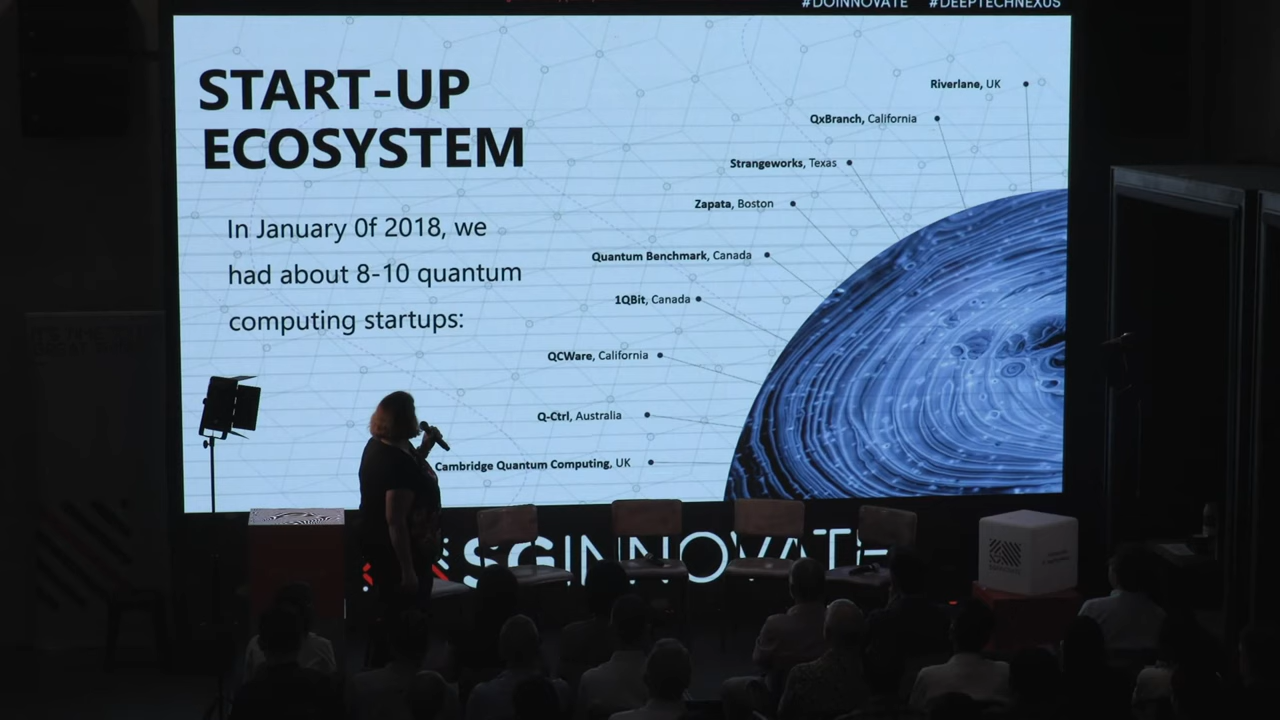 #DOINNOVATE #DEEPTECHNEXUS
START-UP
ECOSYSTEM
In January 0f 2018, we
had about 8-10 quantum
computing startups:
Riverlane, UK
QxBranch, California
Strangeworks, Texas
Zapata, Boston
Quantum Benchmark, Canada
1QBit, Canada
QCWare, California
Q-Ctrl, Australia
Cambridge Quantum Computing, UK
SGINNOVATE